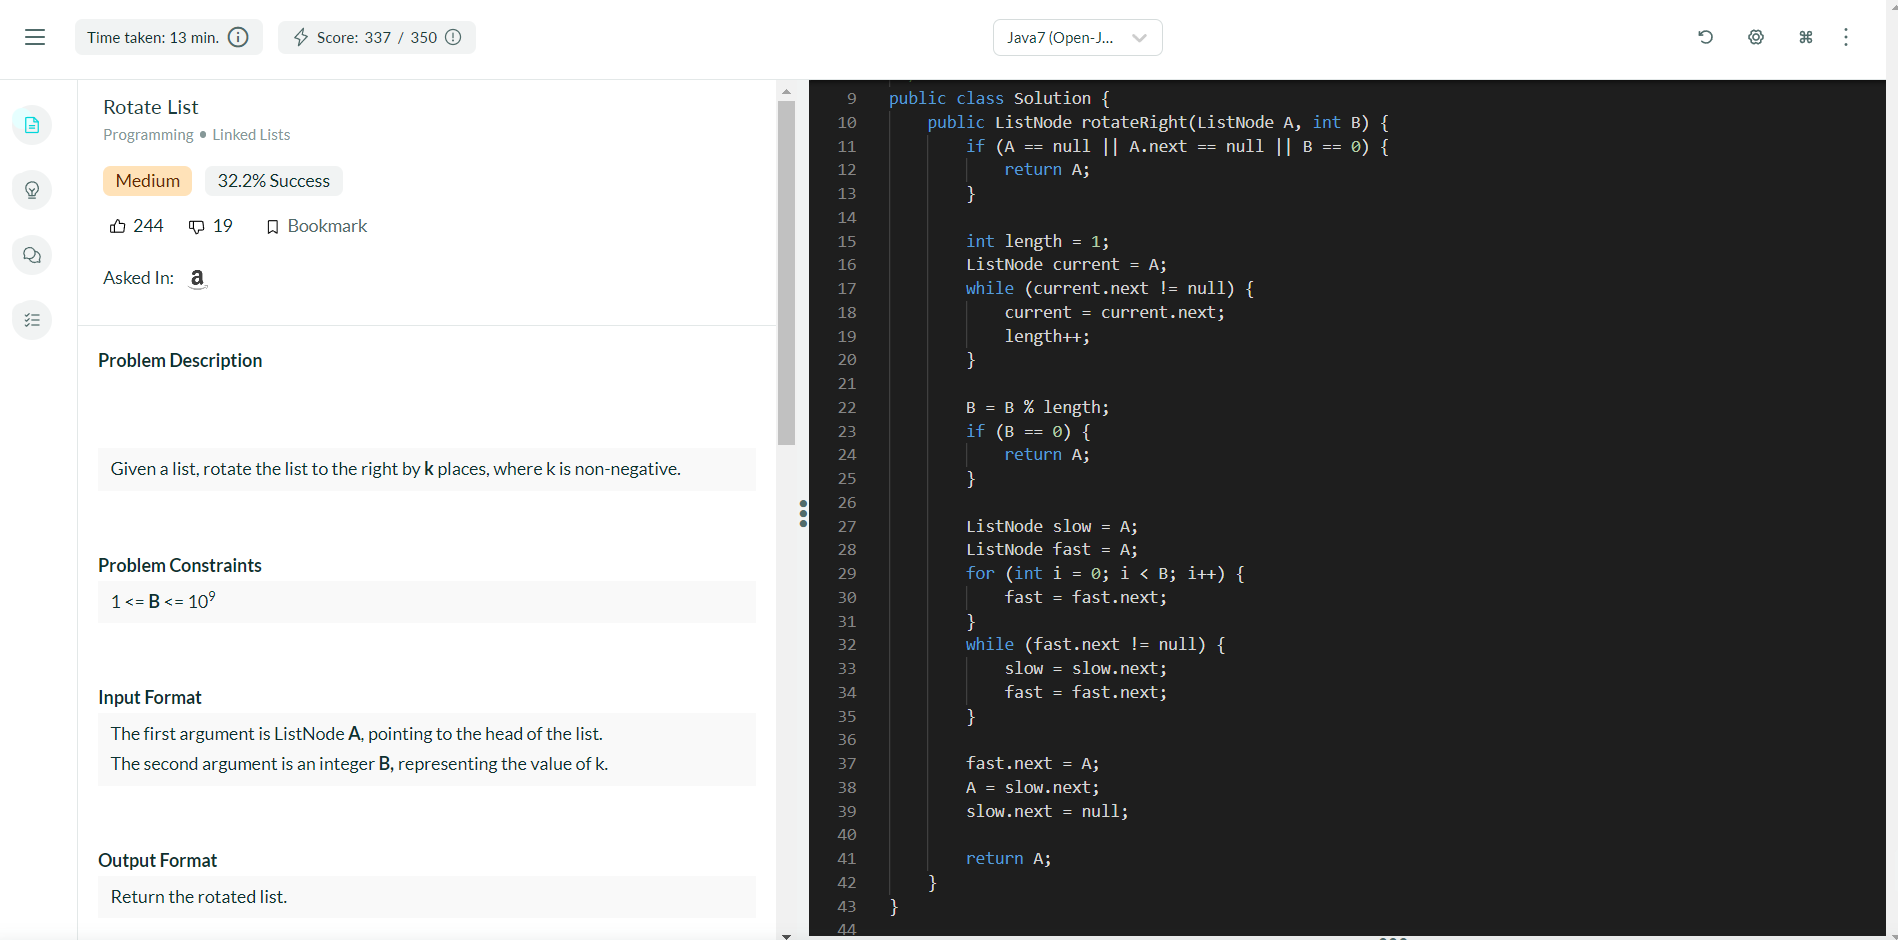 Time taken: 13 min.
Score: 337 / 350
Java7 (Open-J...
Rotate List
Programming • Linked Lists
Medium
32.2% Success
244
19
Bookmark
Asked In:
a
Problem Description
Given a list, rotate the list to the right by k places, where k is non-negative.
Problem Constraints
1 <= B <= 10⁹
Input Format
The first argument is ListNode A, pointing to the head of the list.
The second argument is an integer B, representing the value of k.
Output Format
Return the rotated list.
9 public class Solution {
10 public ListNode rotateRight(ListNode A, int B) {
11 if (A == null || A.next == null || B == 0) {
12 return A;
13 }
14
15 int length = 1;
16 ListNode current = A;
17 while (current.next != null) {
18 current = current.next;
19 length++;
20 }
21
22 B = B % length;
23 if (B == 0) {
24 return A;
25 }
26
27 ListNode slow = A;
28 ListNode fast = A;
29 for (int i = 0; i < B; i++) {
30 fast = fast.next;
31 }
32 while (fast.next != null) {
33 slow = slow.next;
34 fast = fast.next;
35 }
36
37 fast.next = A;
38 A = slow.next;
39 slow.next = null;
40
41 return A;
42 }
43 }
44